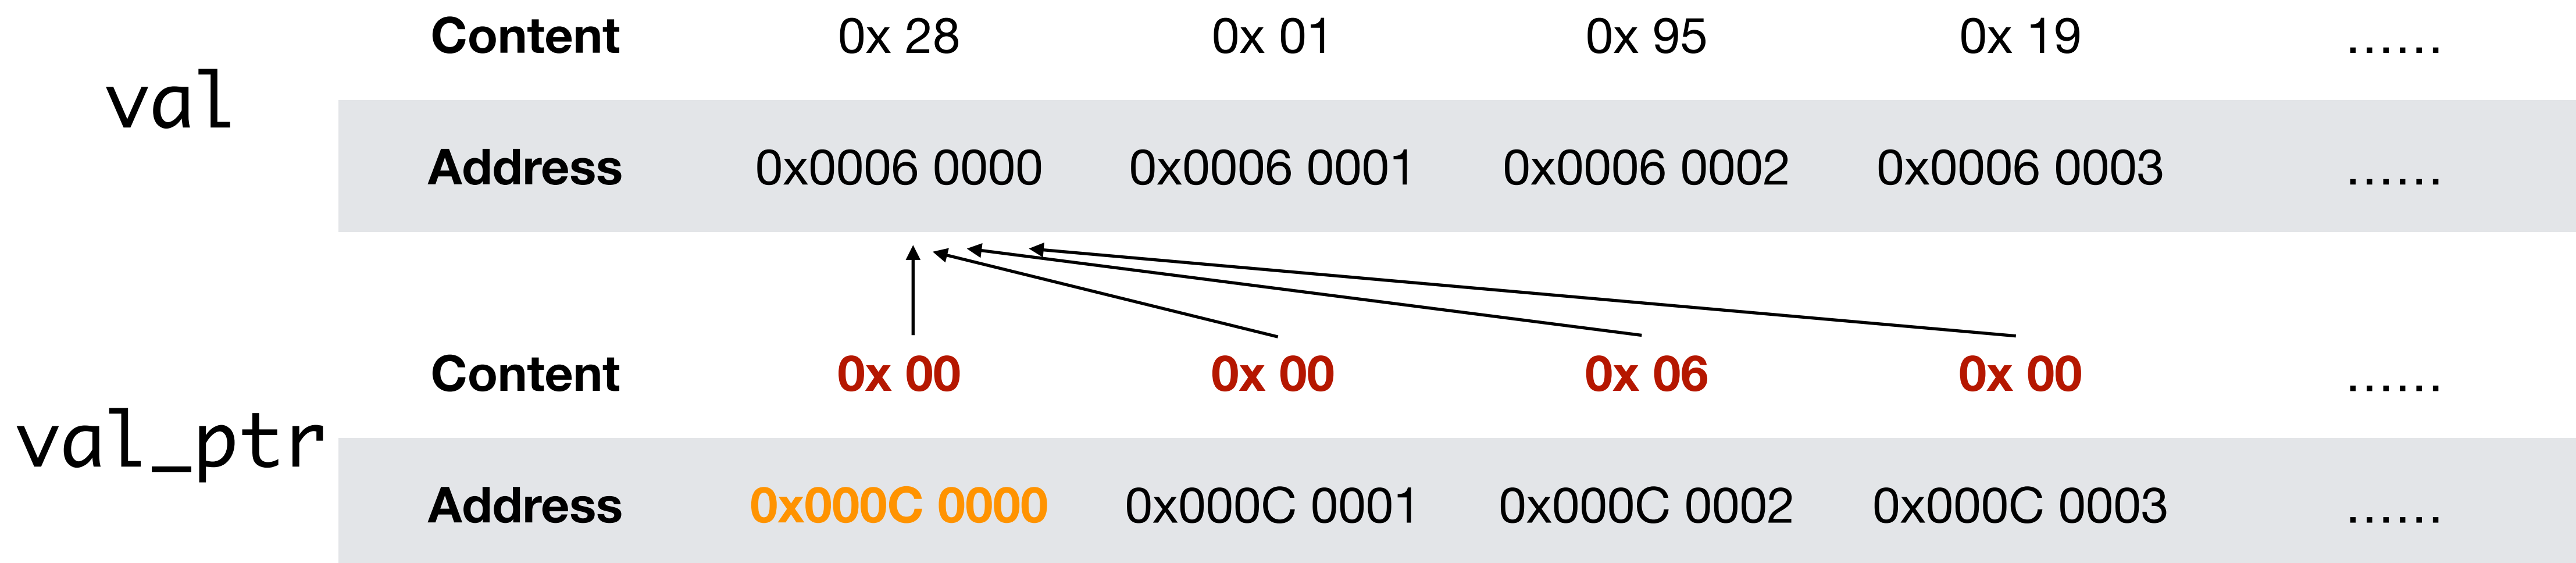 Content 0x 28 0x 01 0x 95 0x 19 ......
val
Address 0x0006 0000 0x0006 0001 0x0006 0002 0x0006 0003 ......
Content 0x 00 0x 00 0x 06 0x 00 ......
val_ptr
Address 0x000C 0000 0x000C 0001 0x000C 0002 0x000C 0003 ......